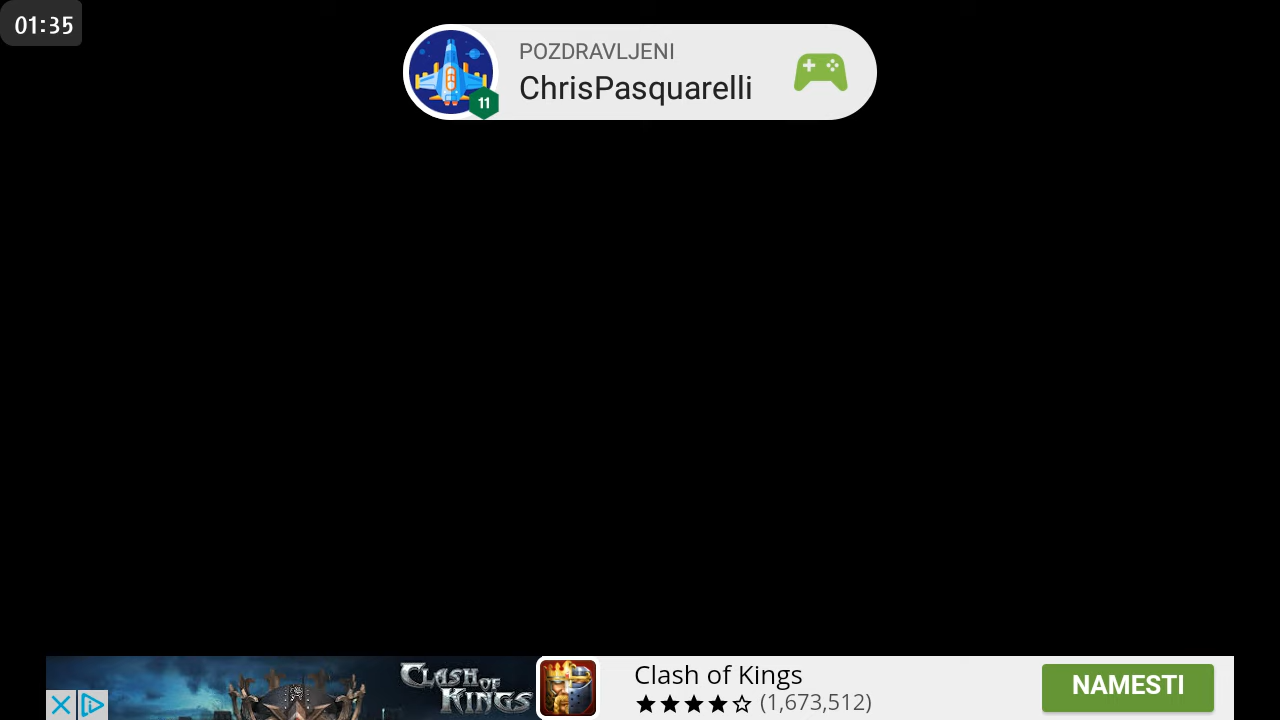 01:35
POZDRAVLJENI
ChrisPasquarelli
11
CLASH OF KINGS
Clash of Kings
(1,673,512)
NAMESTI